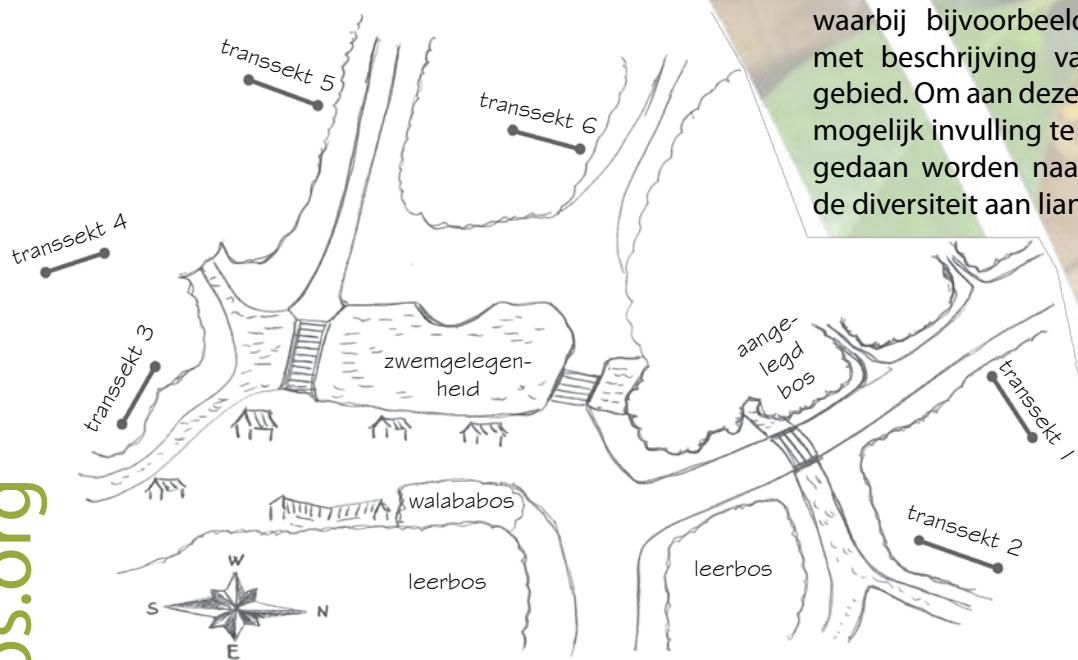 waarbij bijvoorbeeld
met beschrijving va
gebied. Om aan deze
mogelijk invulling te
gedaan worden naa
de diversiteit aan lian
transsekt 5
transsekt 6
transsekt 4
transsekt 3
zwemgelegen-
heid
aange-
legd
bos
transsekt 1
walababos
transsekt 2
leerbos
leerbos
W
S
N
E
os.org